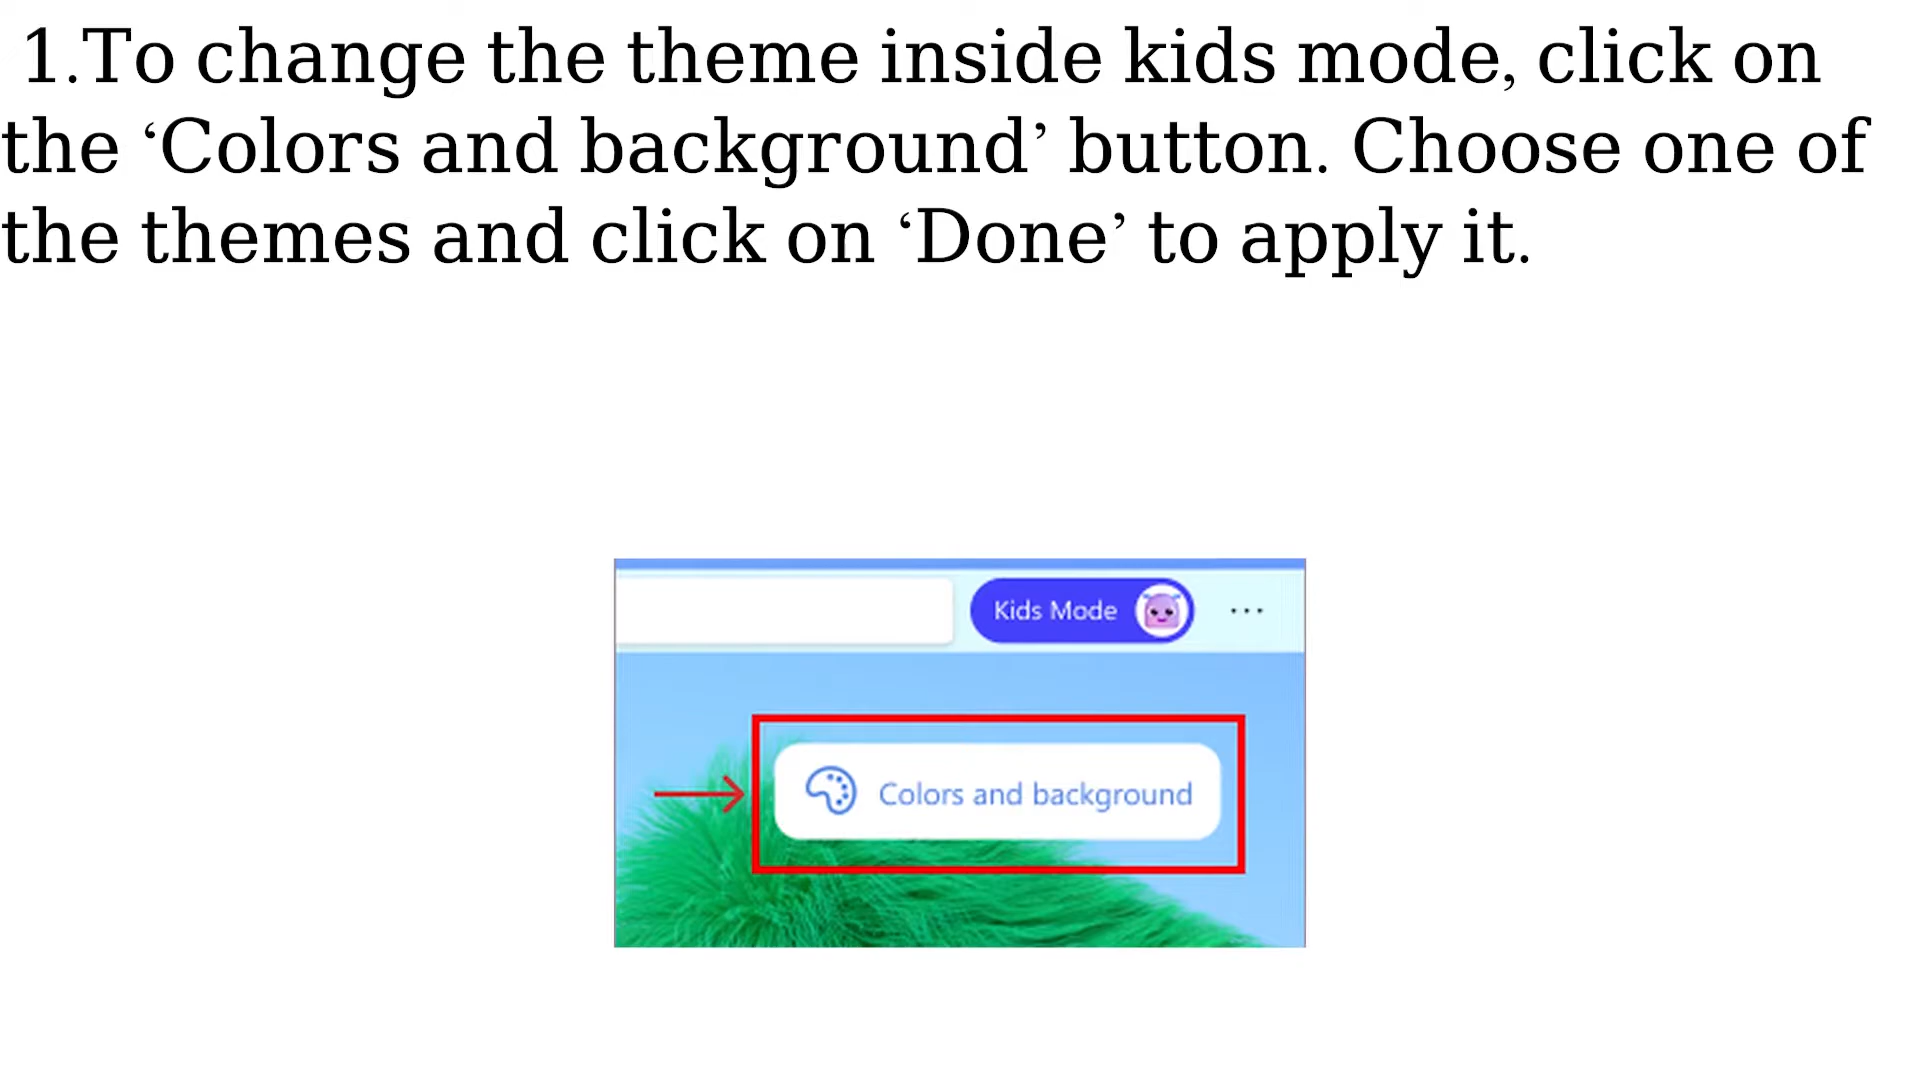 1.To change the theme inside kids mode, click on
the ‘Colors and background’ button. Choose one of
the themes and click on ‘Done’ to apply it.
Kids Mode
Colors and background